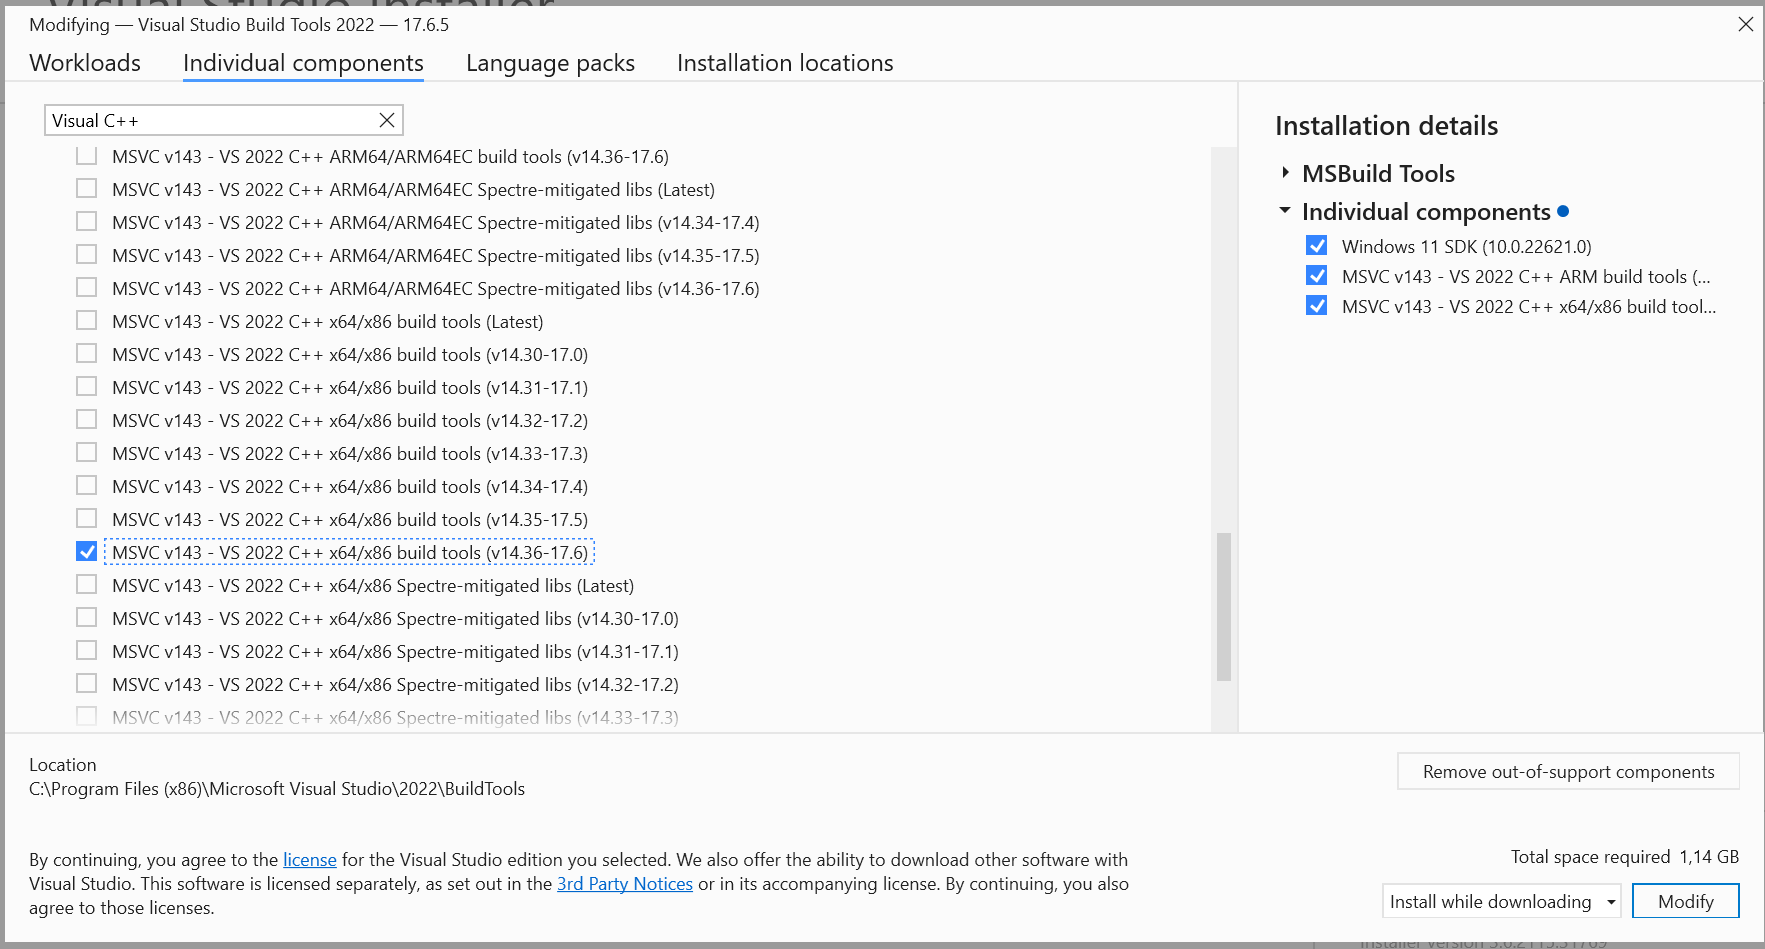 Visual Studio Installer
Modifying — Visual Studio Build Tools 2022 — 17.6.5
Workloads
Individual components
Language packs
Installation locations
Visual C++
MSVC v143 - VS 2022 C++ ARM64/ARM64EC build tools (v14.36-17.6)
MSVC v143 - VS 2022 C++ ARM64/ARM64EC Spectre-mitigated libs (Latest)
MSVC v143 - VS 2022 C++ ARM64/ARM64EC Spectre-mitigated libs (v14.34-17.4)
MSVC v143 - VS 2022 C++ ARM64/ARM64EC Spectre-mitigated libs (v14.35-17.5)
MSVC v143 - VS 2022 C++ ARM64/ARM64EC Spectre-mitigated libs (v14.36-17.6)
MSVC v143 - VS 2022 C++ x64/x86 build tools (Latest)
MSVC v143 - VS 2022 C++ x64/x86 build tools (v14.30-17.0)
MSVC v143 - VS 2022 C++ x64/x86 build tools (v14.31-17.1)
MSVC v143 - VS 2022 C++ x64/x86 build tools (v14.32-17.2)
MSVC v143 - VS 2022 C++ x64/x86 build tools (v14.33-17.3)
MSVC v143 - VS 2022 C++ x64/x86 build tools (v14.34-17.4)
MSVC v143 - VS 2022 C++ x64/x86 build tools (v14.35-17.5)
MSVC v143 - VS 2022 C++ x64/x86 build tools (v14.36-17.6)
MSVC v143 - VS 2022 C++ x64/x86 Spectre-mitigated libs (Latest)
MSVC v143 - VS 2022 C++ x64/x86 Spectre-mitigated libs (v14.30-17.0)
MSVC v143 - VS 2022 C++ x64/x86 Spectre-mitigated libs (v14.31-17.1)
MSVC v143 - VS 2022 C++ x64/x86 Spectre-mitigated libs (v14.32-17.2)
MSVC v143 - VS 2022 C++ x64/x86 Spectre-mitigated libs (v14.33-17.3)
Installation details
MSBuild Tools
Individual components
Windows 11 SDK (10.0.22621.0)
MSVC v143 - VS 2022 C++ ARM build tools (...
MSVC v143 - VS 2022 C++ x64/x86 build tool...
Location
C:\Program Files (x86)\Microsoft Visual Studio\2022\BuildTools
Remove out-of-support components
By continuing, you agree to the license for the Visual Studio edition you selected. We also offer the ability to download other software with
Visual Studio. This software is licensed separately, as set out in the 3rd Party Notices or in its accompanying license. By continuing, you also
agree to those licenses.
Total space required 1,14 GB
Install while downloading
Modify